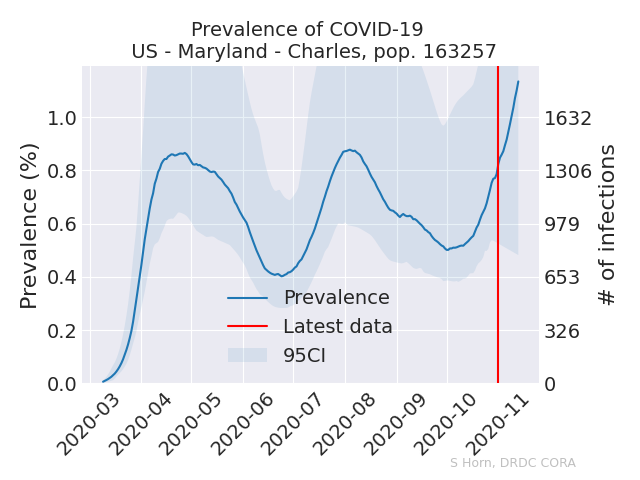 Prevalence of COVID-19
US - Maryland - Charles, pop. 163257
Prevalence (%)
1.0
0.8
0.6
0.4
0.2
0.0
1632
1306
979
653
326
0
# of infections
Prevalence
Latest data
95CI
2020-03
2020-04
2020-05
2020-06
2020-07
2020-08
2020-09
2020-10
2020-11
S Horn, DRDC CORA